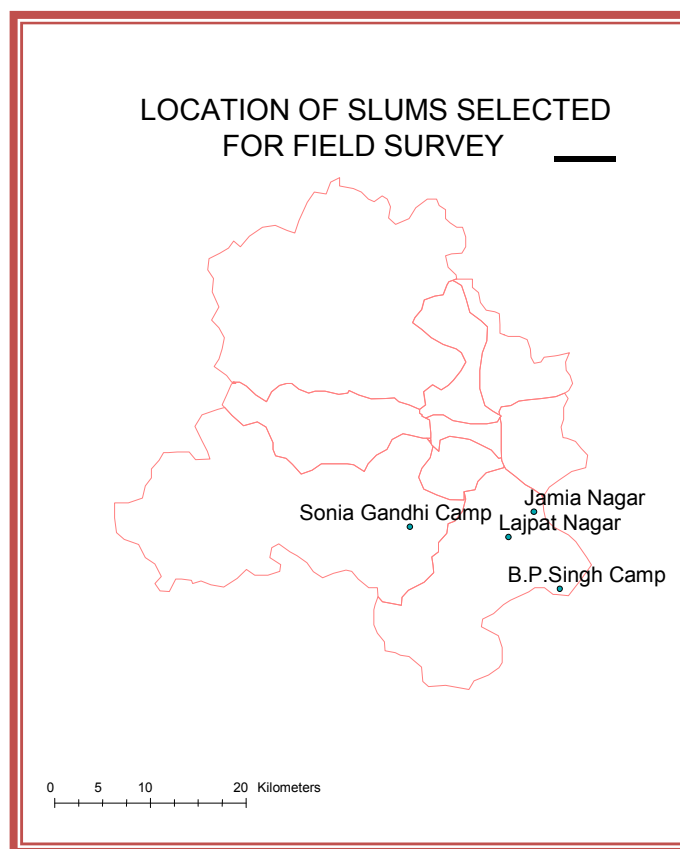 LOCATION OF SLUMS SELECTED
FOR FIELD SURVEY
Jamia Nagar
Sonia Gandhi Camp
Lajpat Nagar
B.P.Singh Camp
0 5 10 20 Kilometers